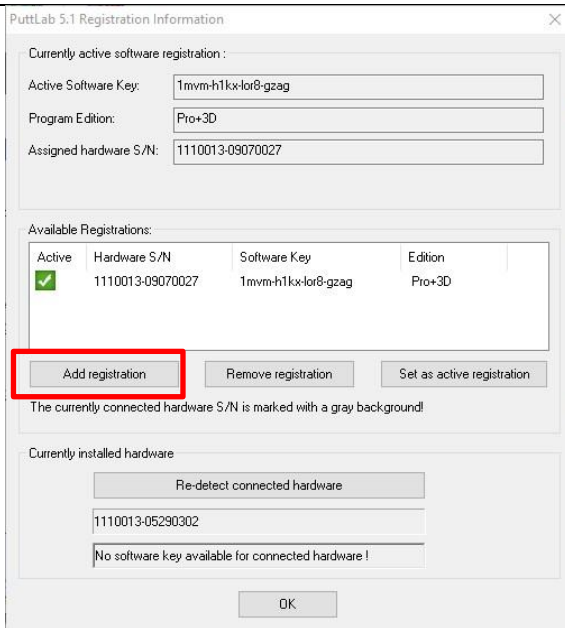 PuttLab 5.1 Registration Information
Currently active software registration :
Active Software Key: 1mvm-h1kx-lor8-gzag
Program Edition: Pro+3D
Assigned hardware S/N: 1110013-09070027
Available Registrations:
Active Hardware S/N Software Key Edition
1110013-09070027 1mvm-h1kx-lor8-gzag Pro+3D
Add registration Remove registration Set as active registration
The currently connected hardware S/N is marked with a gray background!
Currently installed hardware
Re-detect connected hardware
1110013-05290302
No software key available for connected hardware !
OK